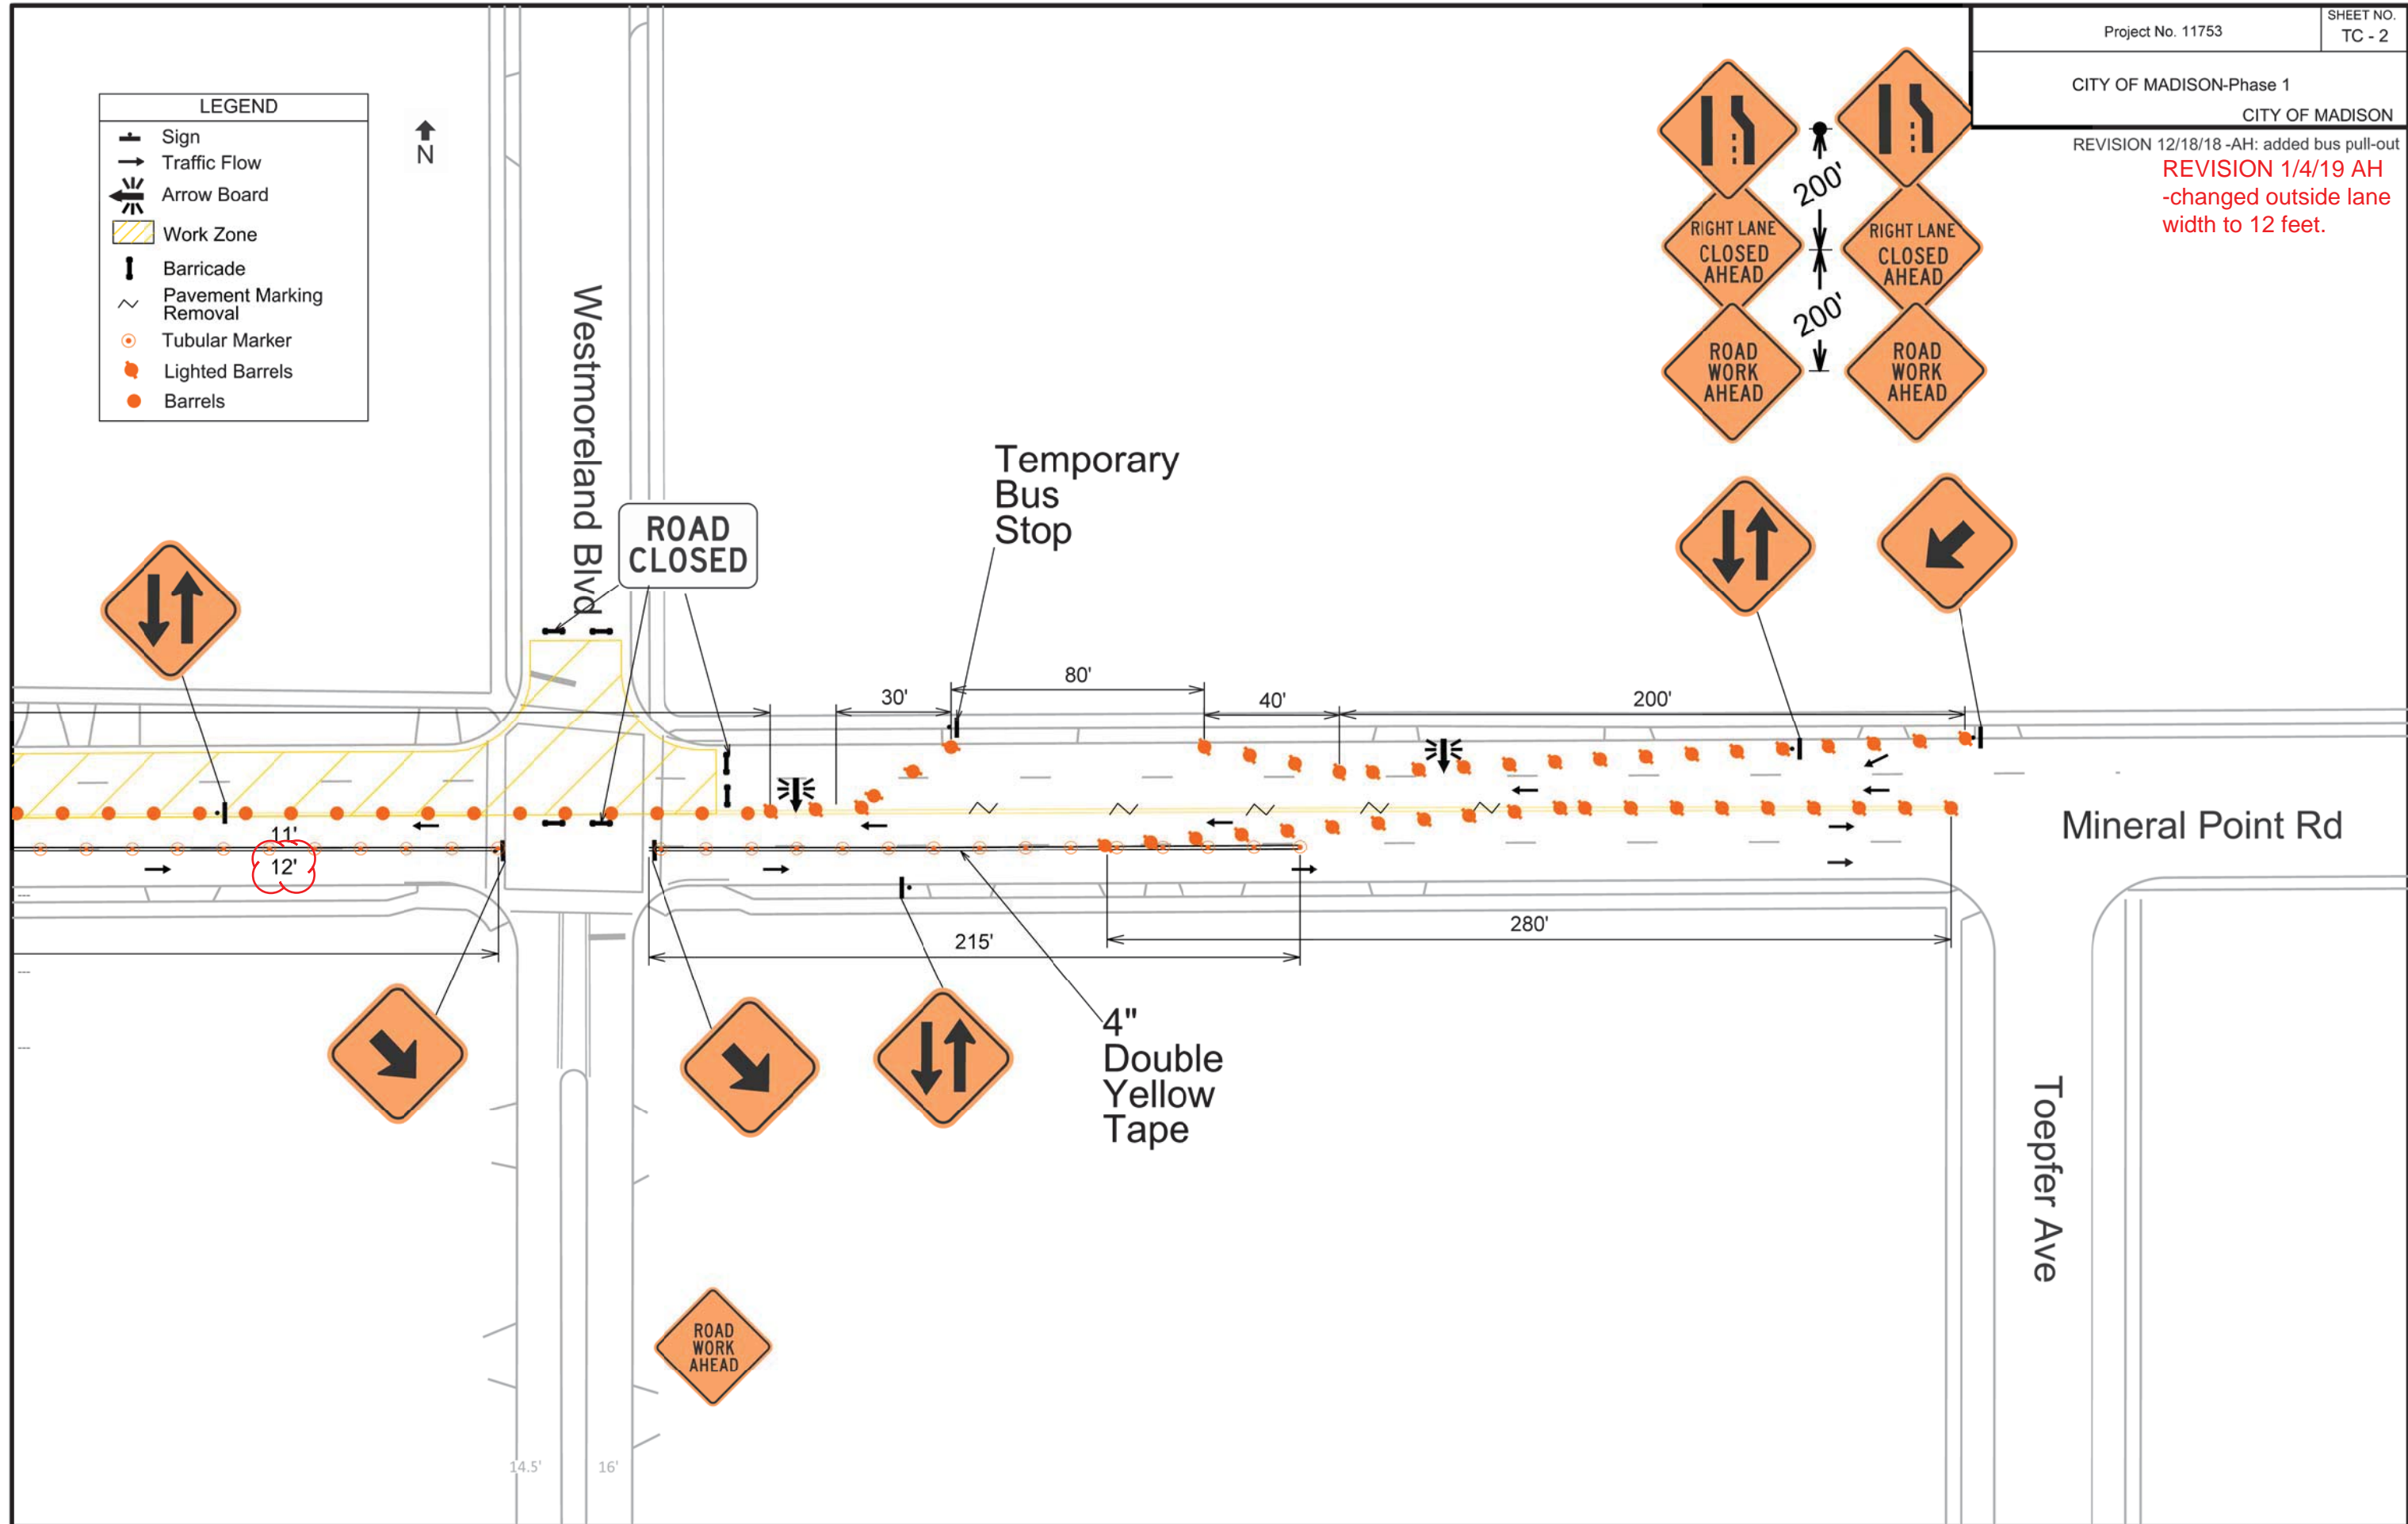 Project No. 11753
SHEET NO.
TC - 2
CITY OF MADISON-Phase 1
CITY OF MADISON
REVISION 12/18/18 -AH: added bus pull-out
REVISION 1/4/19 AH
-changed outside lane
width to 12 feet.
LEGEND
Sign
Traffic Flow
Arrow Board
Work Zone
Barricade
Pavement Marking
Removal
Tubular Marker
Lighted Barrels
Barrels
N
200'
200'
RIGHT LANE
CLOSED
AHEAD
RIGHT LANE
CLOSED
AHEAD
ROAD
WORK
AHEAD
ROAD
WORK
AHEAD
Westmoreland Blvd
ROAD
CLOSED
Temporary
Bus
Stop
30'
80'
40'
200'
Mineral Point Rd
11'
12'
215'
280'
4"
Double
Yellow
Tape
Toepfer Ave
ROAD
WORK
AHEAD
14.5'
16'